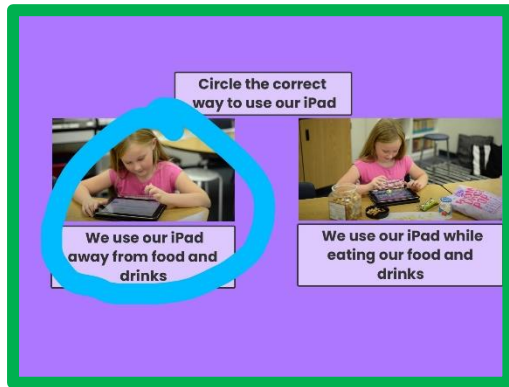 Circle the correct
way to use our iPad
We use our iPad
away from food and
drinks
We use our iPad while
eating our food and
drinks